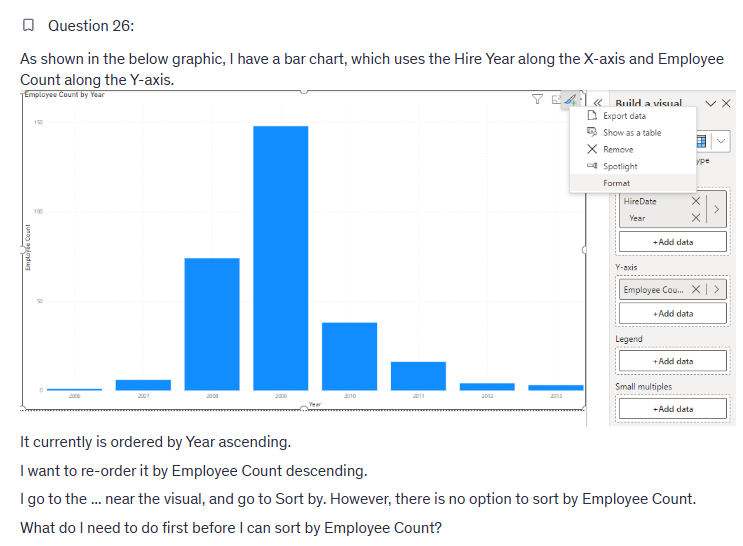 Question 26:
As shown in the below graphic, I have a bar chart, which uses the Hire Year along the X-axis and Employee
Count along the Y-axis.
Employee Count by Year
Build a visual
Export data
Show as a table
Remove
Spotlight
Format
ype
HireDate
Year
+Add data
Y-axis
Employee Cou...
+Add data
Legend
+Add data
Small multiples
+Add data
150
100
50
0
Employee Count
2006 2007 2008 2009 2010 2011 2012 2013
Year
It currently is ordered by Year ascending.
I want to re-order it by Employee Count descending.
I go to the ... near the visual, and go to Sort by. However, there is no option to sort by Employee Count.
What do I need to do first before I can sort by Employee Count?